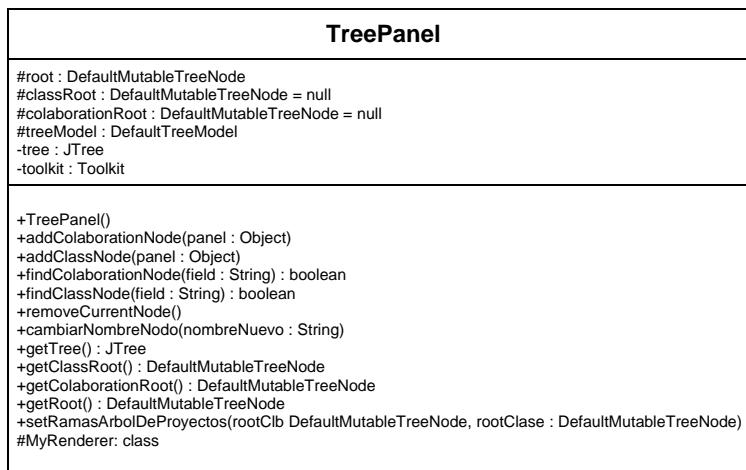 TreePanel
#root : DefaultMutableTreeNode
#classRoot : DefaultMutableTreeNode = null
#colaborationRoot : DefaultMutableTreeNode = null
#treeModel : DefaultTreeModel
-tree : JTree
-toolkit : Toolkit
+TreePanel()
+addColaborationNode(panel : Object)
+addClassNode(panel : Object)
+findColaborationNode(field : String) : boolean
+findClassNode(field : String) : boolean
+removeCurrentNode()
+cambiarNombreNodo(nombreNuevo : String)
+getTree() : JTree
+getClassRoot() : DefaultMutableTreeNode
+getColaborationRoot() : DefaultMutableTreeNode
+getRoot() : DefaultMutableTreeNode
+setRamasArbolDeProyectos(rootClb DefaultMutableTreeNode, rootClase : DefaultMutableTreeNode)
#MyRenderer: class